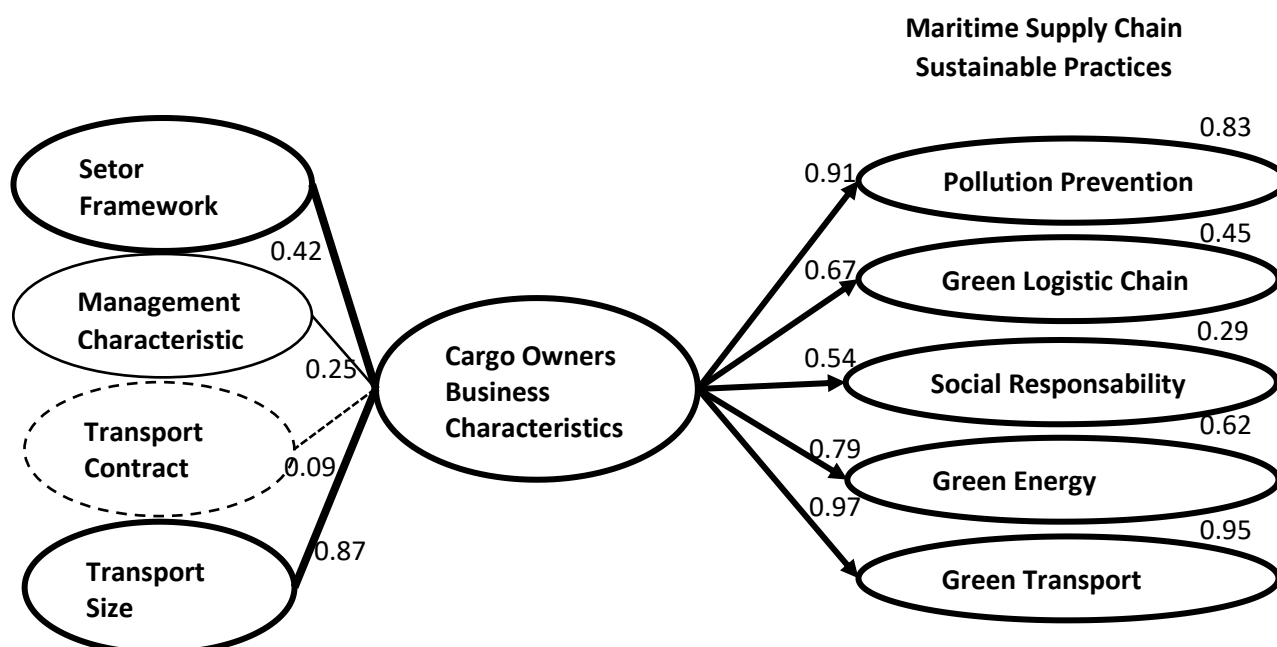 Maritime Supply Chain
Sustainable Practices
Setor
Framework
0.42
Management
Characteristic
0.25
Transport
Contract
0.09
Transport
Size
0.87
Cargo Owners
Business
Characteristics
0.91
0.83
Pollution Prevention
0.67
0.45
Green Logistic Chain
0.54
0.29
Social Responsability
0.79
0.62
Green Energy
0.97
0.95
Green Transport